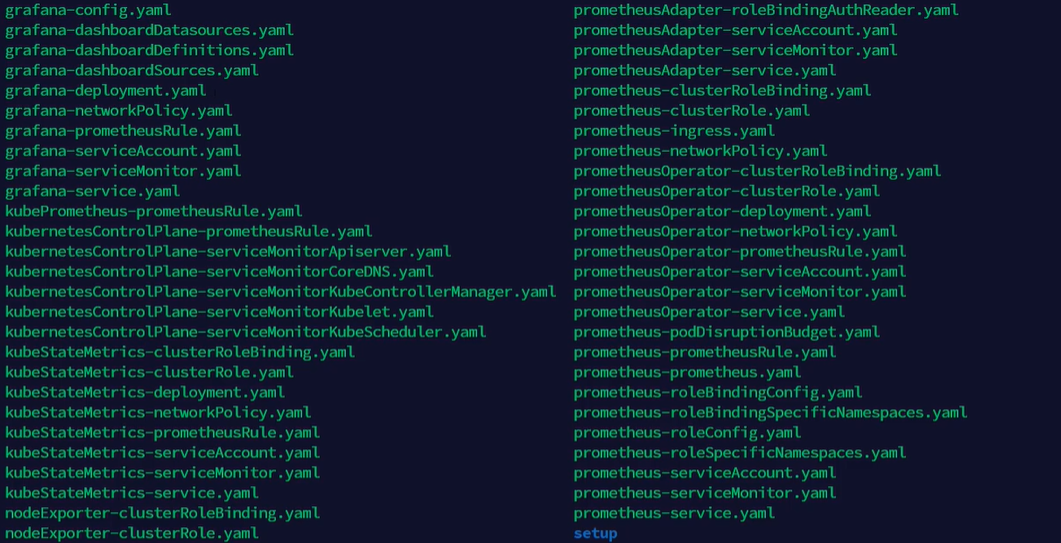 grafana-config.yaml
grafana-dashboardDatasources.yaml
grafana-dashboardDefinitions.yaml
grafana-dashboardSources.yaml
grafana-deployment.yaml
grafana-networkPolicy.yaml
grafana-prometheusRule.yaml
grafana-serviceAccount.yaml
grafana-serviceMonitor.yaml
grafana-service.yaml
kubePrometheus-prometheusRule.yaml
kubernetesControlPlane-prometheusRule.yaml
kubernetesControlPlane-serviceMonitorApiserver.yaml
kubernetesControlPlane-serviceMonitorCoreDNS.yaml
kubernetesControlPlane-serviceMonitorKubeControllerManager.yaml
kubernetesControlPlane-serviceMonitorKubelet.yaml
kubernetesControlPlane-serviceMonitorKubeScheduler.yaml
kubeStateMetrics-clusterRoleBinding.yaml
kubeStateMetrics-clusterRole.yaml
kubeStateMetrics-deployment.yaml
kubeStateMetrics-networkPolicy.yaml
kubeStateMetrics-prometheusRule.yaml
kubeStateMetrics-serviceAccount.yaml
kubeStateMetrics-serviceMonitor.yaml
kubeStateMetrics-service.yaml
nodeExporter-clusterRoleBinding.yaml
nodeExporter-clusterRole.yaml
prometheusAdapter-roleBindingAuthReader.yaml
prometheusAdapter-serviceAccount.yaml
prometheusAdapter-serviceMonitor.yaml
prometheusAdapter-service.yaml
prometheus-clusterRoleBinding.yaml
prometheus-clusterRole.yaml
prometheus-ingress.yaml
prometheus-networkPolicy.yaml
prometheusOperator-clusterRoleBinding.yaml
prometheusOperator-clusterRole.yaml
prometheusOperator-deployment.yaml
prometheusOperator-networkPolicy.yaml
prometheusOperator-prometheusRule.yaml
prometheusOperator-serviceAccount.yaml
prometheusOperator-serviceMonitor.yaml
prometheusOperator-service.yaml
prometheus-podDisruptionBudget.yaml
prometheus-prometheusRule.yaml
prometheus-prometheus.yaml
prometheus-roleBindingConfig.yaml
prometheus-roleBindingSpecificNamespaces.yaml
prometheus-roleConfig.yaml
prometheus-roleSpecificNamespaces.yaml
prometheus-serviceAccount.yaml
prometheus-serviceMonitor.yaml
prometheus-service.yaml
setup